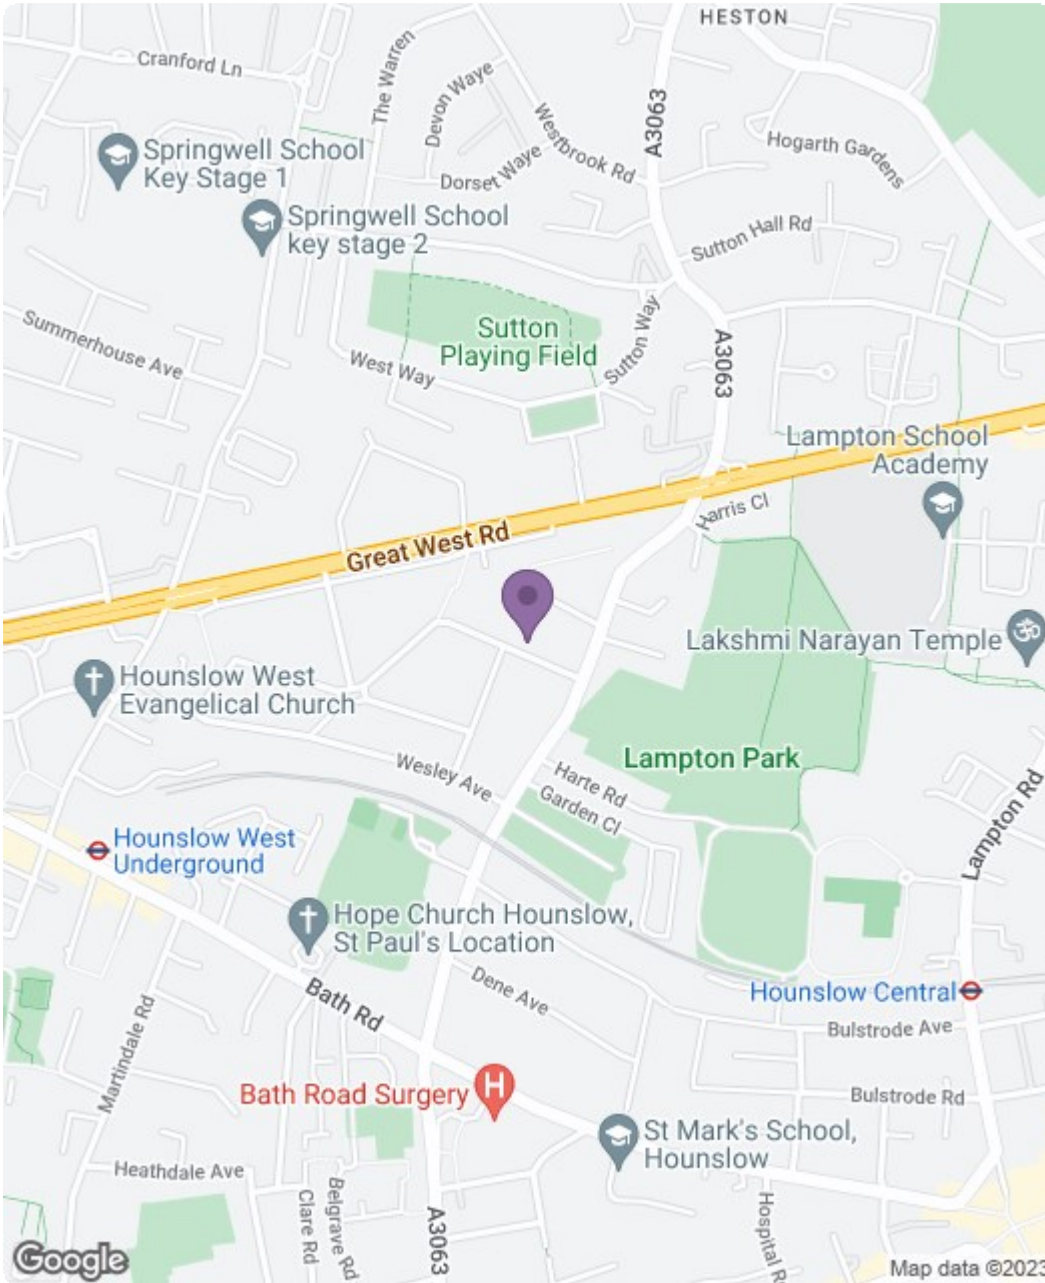 HESTON
Cranford Ln
The Warren
Devon Waye
Westbrook Rd
A3063
Hogarth Gardens
Springwell School
Key Stage 1
Dorset Waye
Springwell School
key stage 2
Sutton Hall Rd
Summerhouse Ave
Sutton
Playing Field
Sutton Way
West Way
A3063
Lampton School
Academy
Harris Cl
Great West Rd
Lakshmi Narayan Temple
Hounslow West
Evangelical Church
Lampton Park
Wesley Ave
Harte Rd
Garden Cl
Lampton Rd
Hounslow West
Underground
Hope Church Hounslow,
St Paul's Location
Dene Ave
Hounslow Central
Bath Rd
Bulstrode Ave
Martindale Rd
Bath Road Surgery
H
Bulstrode Rd
St Mark's School,
Hounslow
Heathdale Ave
Clare Rd
Belgrave Rd
A3063
Hospital R
Google
Map data ©2023